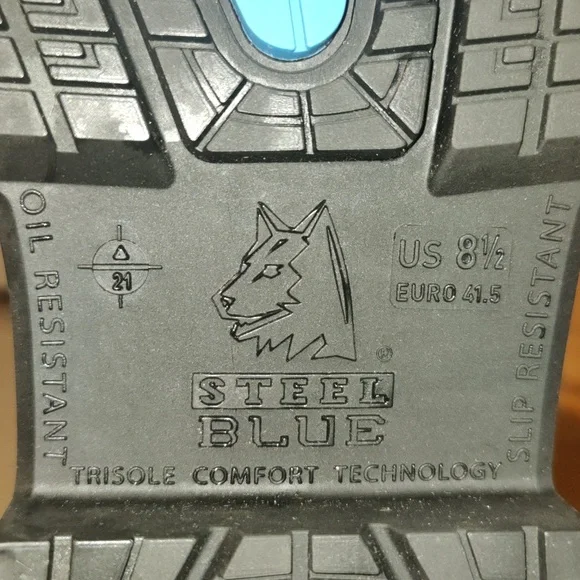 OIL RESISTANT
21
US 8½
EURO 41.5
SLIP RESISTANT
®
STEEL
BLUE
TRISOLE COMFORT TECHNOLOGY